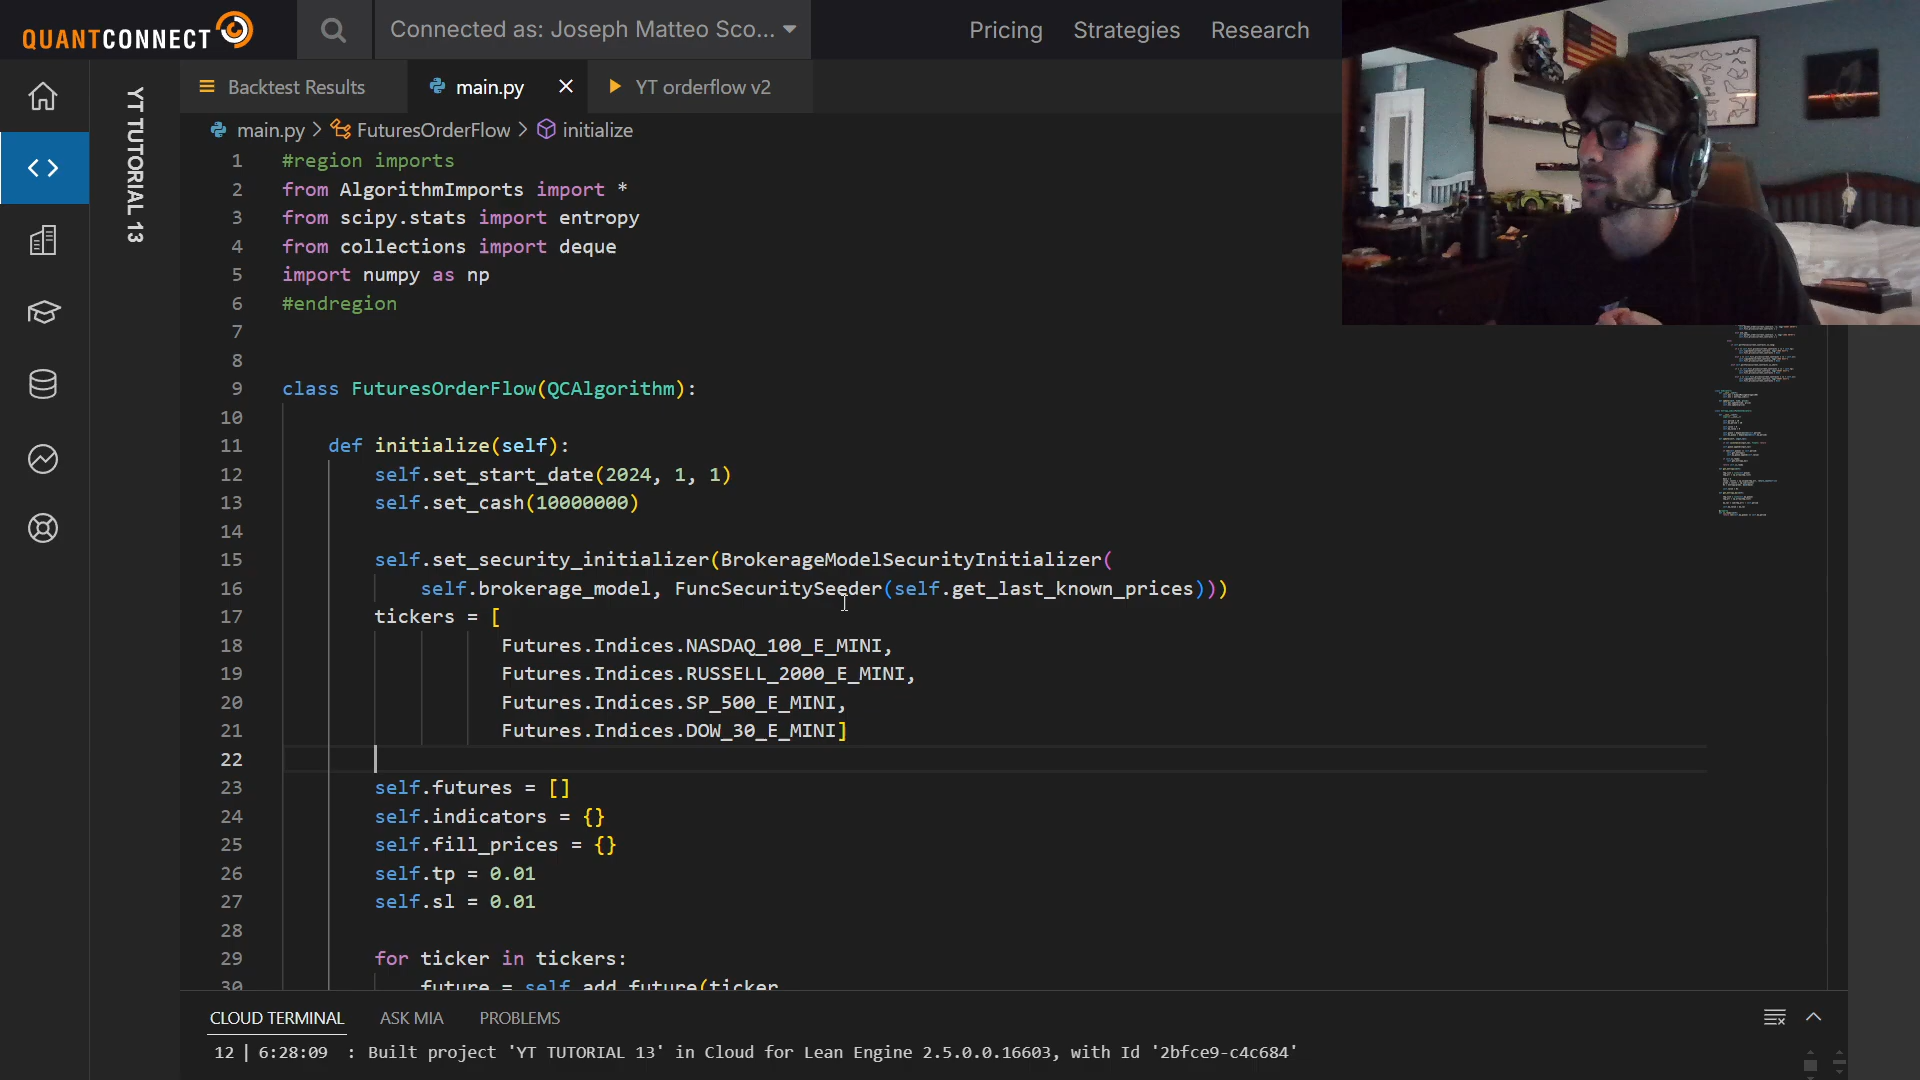 QUANTCONNECT
Connected as: Joseph Matteo Sco...
Pricing
Strategies
Research
YT TUTORIAL 13
Backtest Results
main.py
YT orderflow v2
main.py > FuturesOrderFlow > initialize
1 #region imports
2 from AlgorithmImports import *
3 from scipy.stats import entropy
4 from collections import deque
5 import numpy as np
6 #endregion
7
8
9 class FuturesOrderFlow(QCAlgorithm):
10
11 def initialize(self):
12 self.set_start_date(2024, 1, 1)
13 self.set_cash(10000000)
14
15 self.set_security_initializer(BrokerageModelSecurityInitializer(
16 self.brokerage_model, FuncSecuritySeeder(self.get_last_known_prices)))
17 tickers = [
18 Futures.Indices.NASDAQ_100_E_MINI,
19 Futures.Indices.RUSSELL_2000_E_MINI,
20 Futures.Indices.SP_500_E_MINI,
21 Futures.Indices.DOW_30_E_MINI]
22
23 self.futures = []
24 self.indicators = {}
25 self.fill_prices = {}
26 self.tp = 0.01
27 self.sl = 0.01
28
29 for ticker in tickers:
30 future = self.add_future(ticker
CLOUD TERMINAL
ASK MIA
PROBLEMS
12 | 6:28:09 : Built project 'YT TUTORIAL 13' in Cloud for Lean Engine 2.5.0.0.16603, with Id '2bfce9-c4c684'